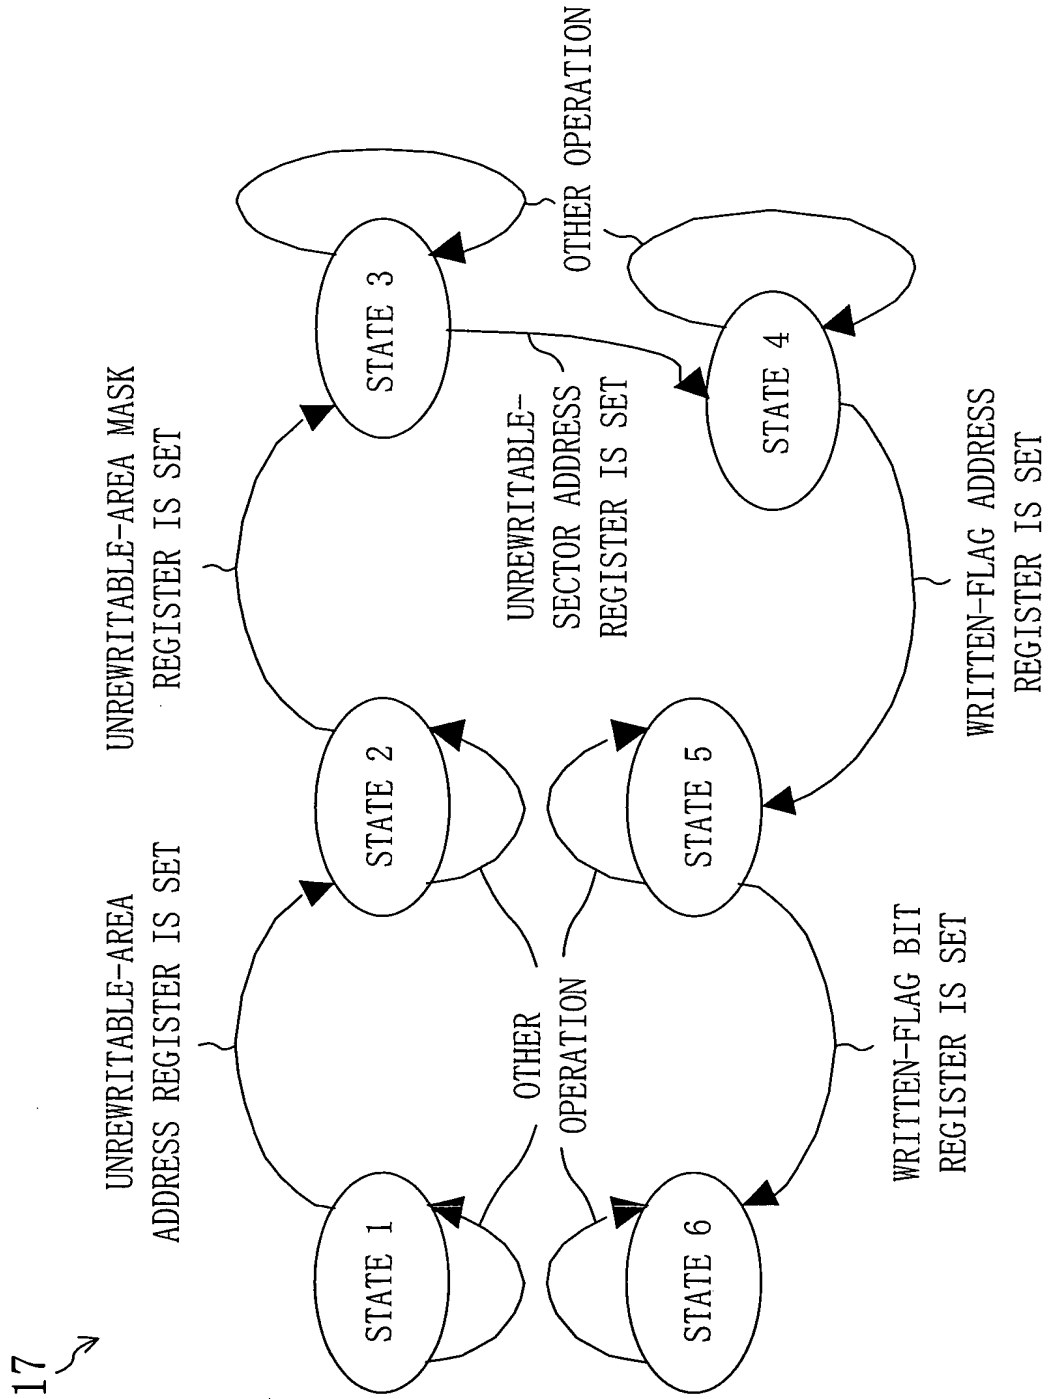 17
UNREWRITABLE-AREA
ADDRESS REGISTER IS SET
UNREWRITABLE-AREA MASK
REGISTER IS SET
STATE 1
STATE 2
STATE 3
OTHER
OPERATION
UNREWRITABLE-
SECTOR ADDRESS
REGISTER IS SET
OTHER OPERATION
STATE 6
STATE 5
STATE 4
WRITTEN-FLAG BIT
REGISTER IS SET
WRITTEN-FLAG ADDRESS
REGISTER IS SET